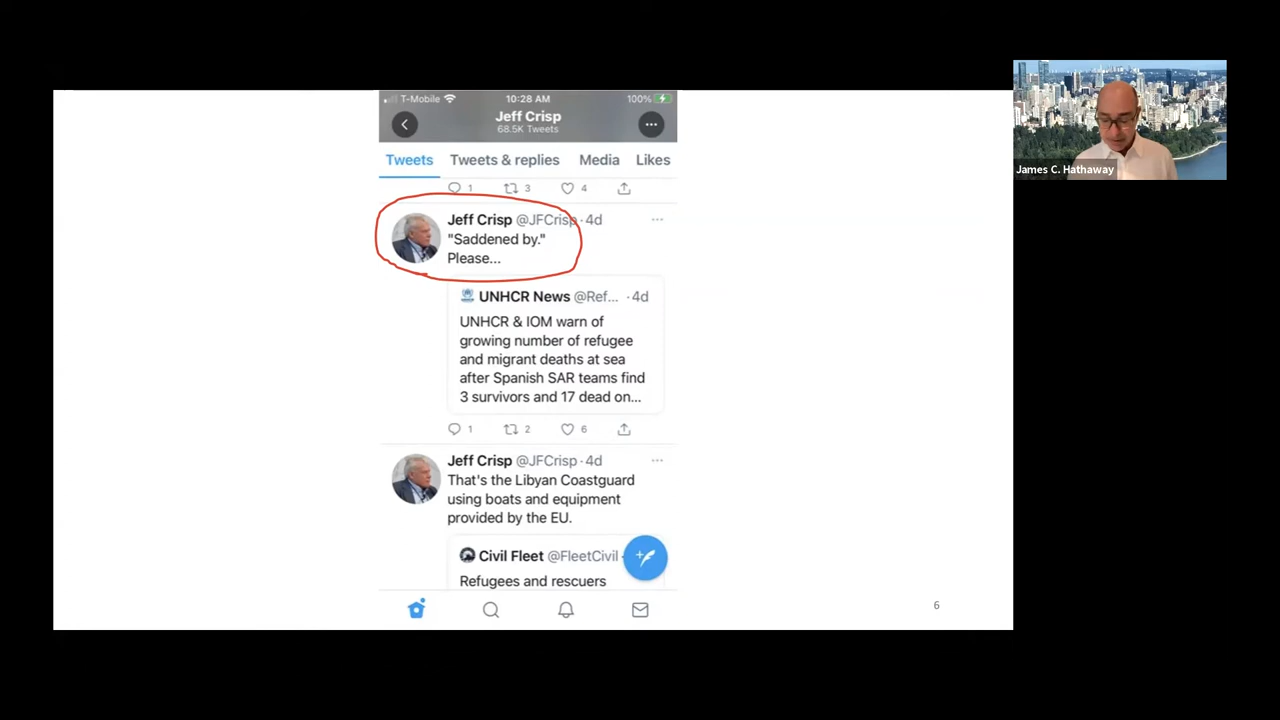 T-Mobile 10:28 AM 100%
Jeff Crisp
68.5K Tweets
Tweets Tweets & replies Media Likes
1 3 4
Jeff Crisp @JFCrisp · 4d
"Saddened by."
Please...
UNHCR News @Ref... · 4d
UNHCR & IOM warn of
growing number of refugee
and migrant deaths at sea
after Spanish SAR teams find
3 survivors and 17 dead on...
1 2 6
Jeff Crisp @JFCrisp · 4d
That's the Libyan Coastguard
using boats and equipment
provided by the EU.
Civil Fleet @FleetCivil ·
Refugees and rescuers
6
James C. Hathaway